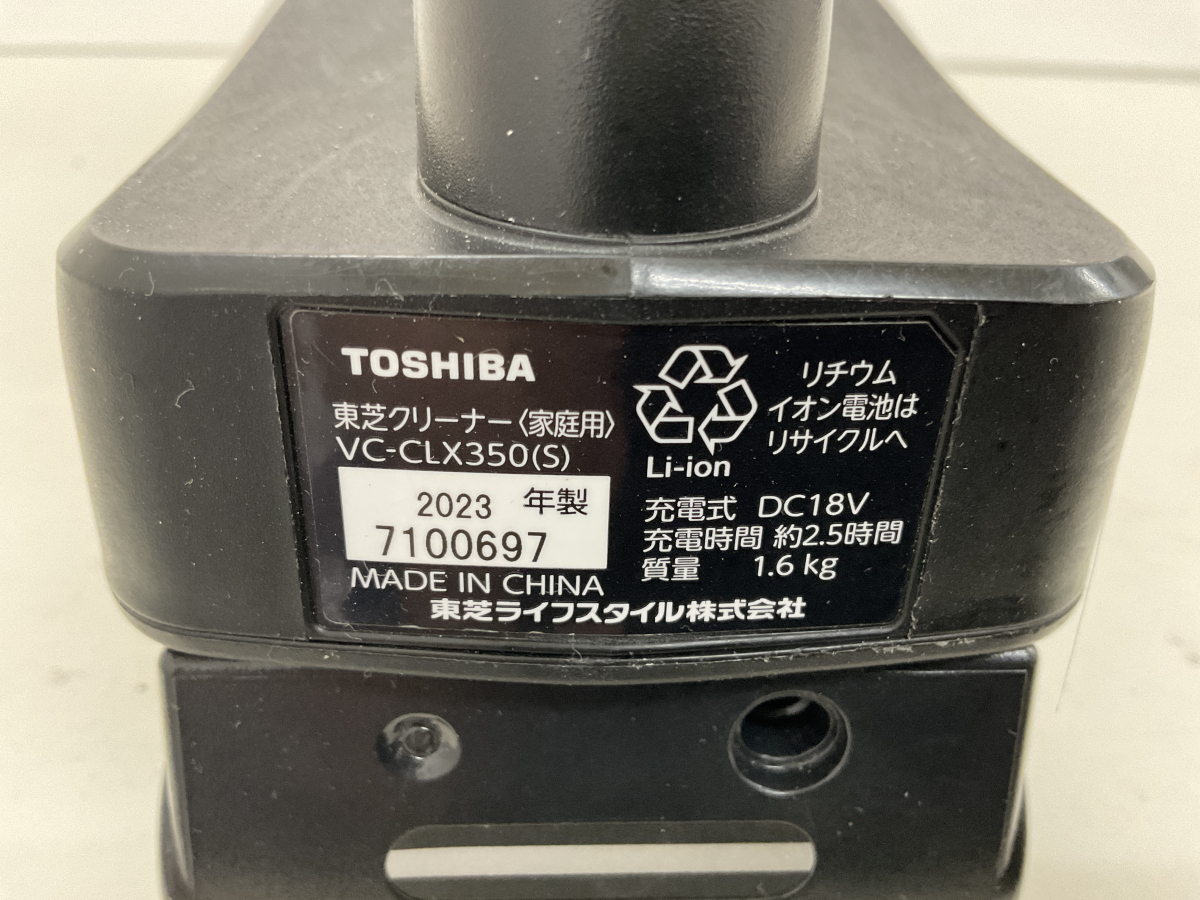 TOSHIBA
東芝クリーナー〈家庭用〉
VC-CLX350(S)
2023 年製
7100697
MADE IN CHINA
リチウム
イオン電池は
リサイクルへ
Li-ion
充電式 DC18V
充電時間 約2.5時間
質量 1.6 kg
東芝ライフスタイル株式会社